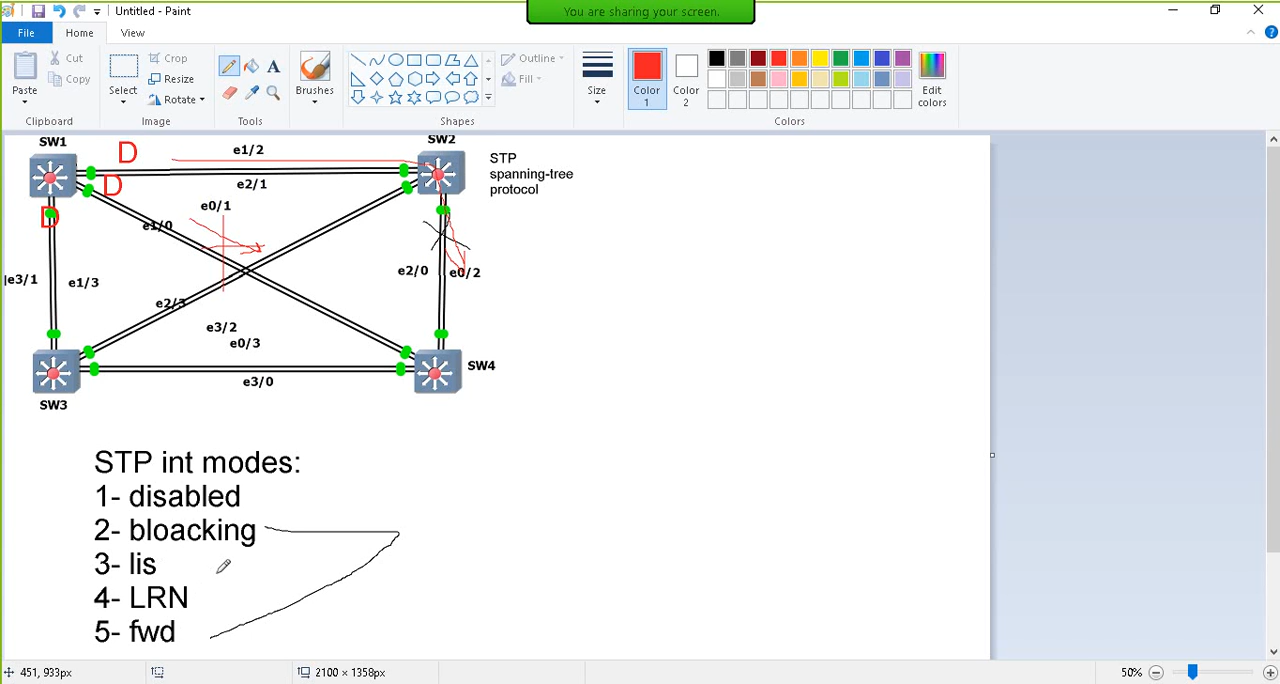 Untitled - Paint
You are sharing your screen.
File
Home
View
Paste
Cut
Copy
Clipboard
Select
Crop
Resize
Rotate
Image
A
Tools
Brushes
Shapes
Outline
Fill
Size
Color 1
Color 2
Edit colors
Colors
SW1
D
e1/2
SW2
STP
spanning-tree
protocol
D
e2/1
D
e0/1
e1/0
e3/1
e1/3
e2/0
e0/2
e2/3
e3/2
e0/3
SW4
e3/0
SW3
STP int modes:
1- disabled
2- bloacking
3- lis
4- LRN
5- fwd
451, 933px
2100 × 1358px
50%